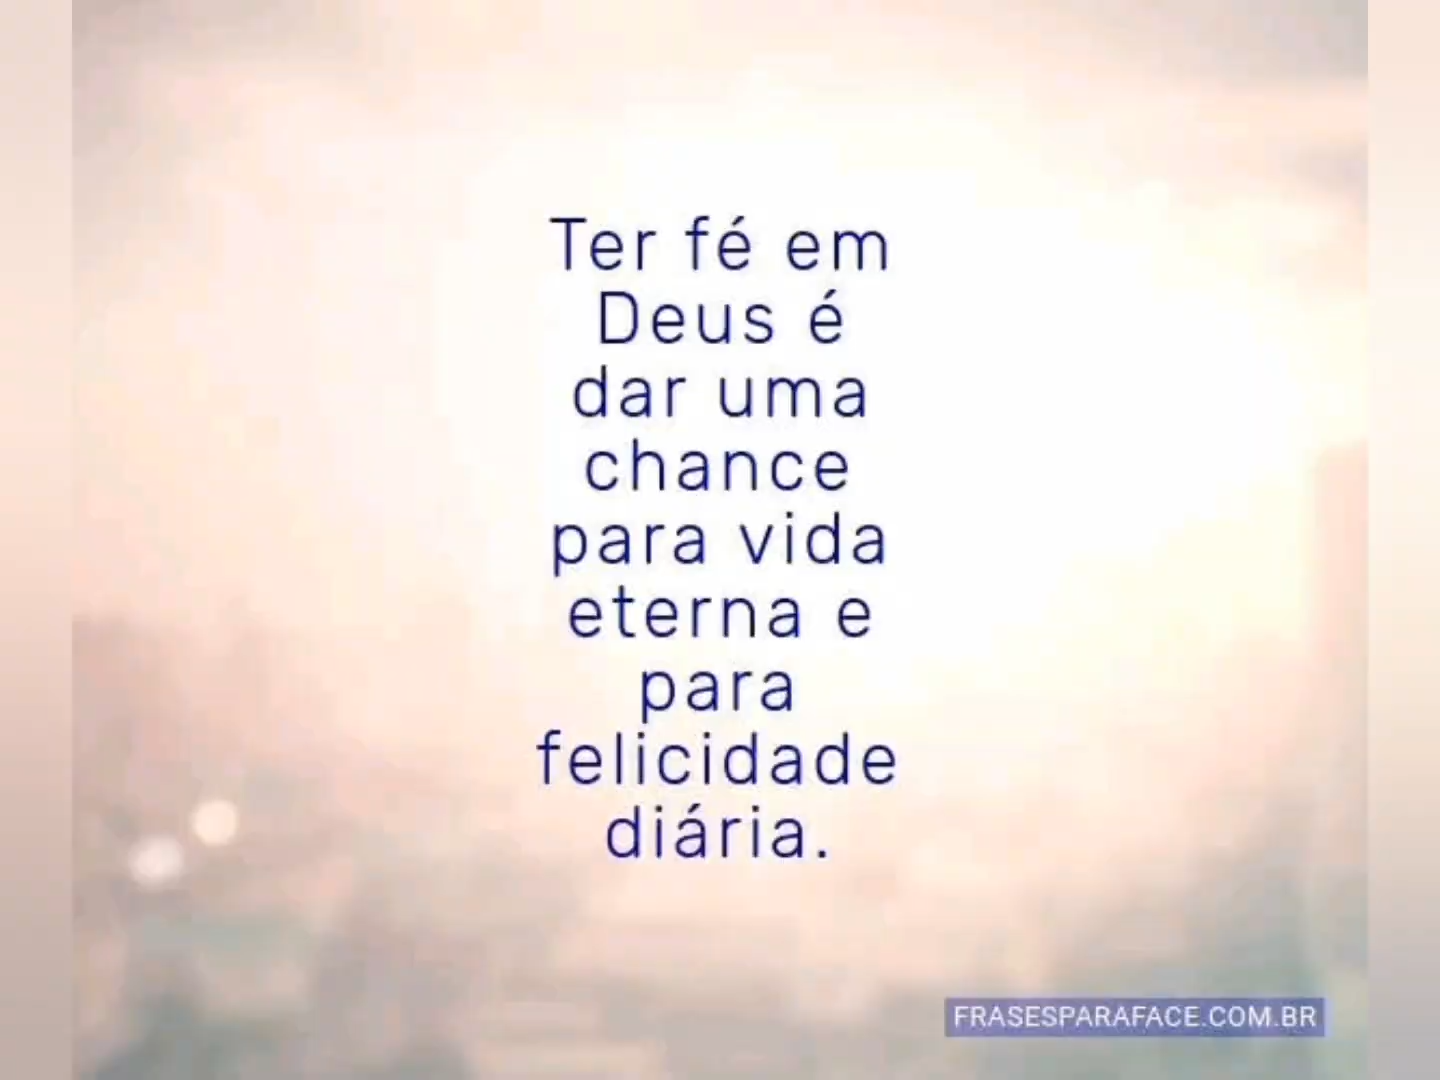 Ter fé em
Deus é
dar uma
chance
para vida
eterna e
para
felicidade
diária.
FRASESPARAFACE.COM.BR